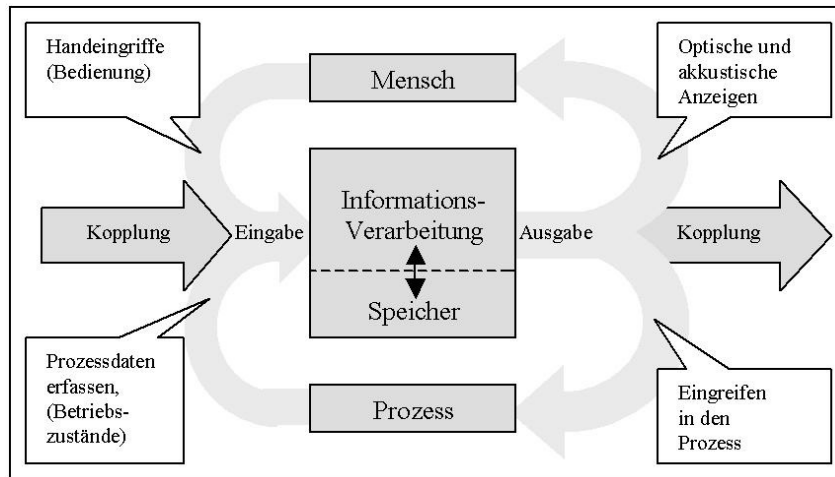 Handeingriffe
(Bedienung)
Mensch
Optische und
akkustische
Anzeigen
Kopplung
Eingabe
Informations-
Verarbeitung
Ausgabe
Kopplung
Speicher
Prozessdaten
erfassen,
(Betriebs-
zustände)
Prozess
Eingreifen
in den
Prozess